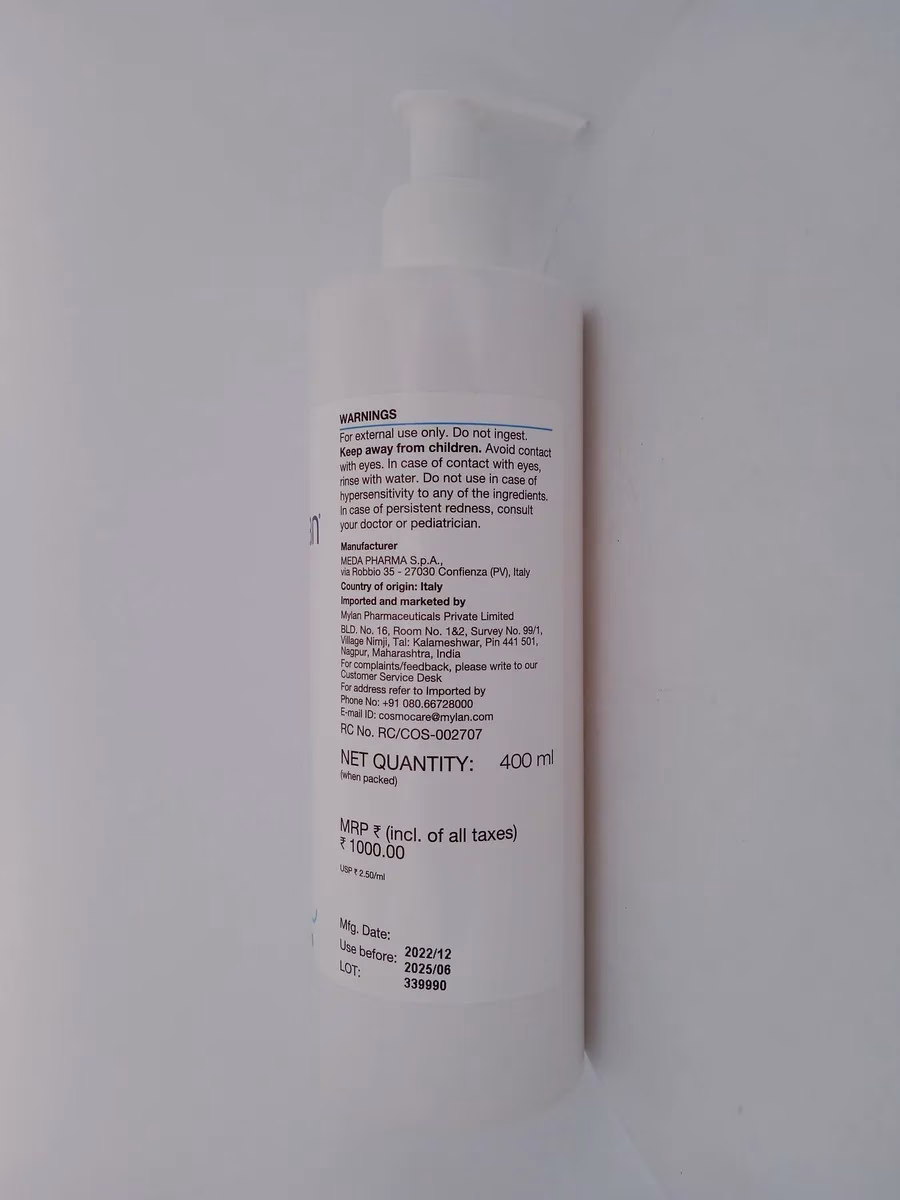 WARNINGS
For external use only. Do not ingest.
Keep away from children. Avoid contact
with eyes. In case of contact with eyes,
rinse with water. Do not use in case of
hypersensitivity to any of the ingredients.
In case of persistent redness, consult
your doctor or pediatrician.
Manufacturer
MEDA PHARMA S.p.A.,
via Robbio 35 - 27030 Confienza (PV), Italy
Country of origin: Italy
Imported and marketed by
Mylan Pharmaceuticals Private Limited
BLD. No. 16, Room No. 1&2, Survey No. 99/1,
Village Nimji, Tal: Kalameshwar, Pin 441 501,
Nagpur, Maharashtra, India
For complaints/feedback, please write to our
Customer Service Desk
For address refer to Imported by
Phone No: +91 080.66728000
E-mail ID: cosmocare@mylan.com
RC No. RC/COS-002707
NET QUANTITY: 400 ml
(when packed)
MRP ₹ (incl. of all taxes)
₹ 1000.00
USP ₹ 2.50/ml
Mfg. Date: 2022/12
Use before: 2025/06
LOT: 339990